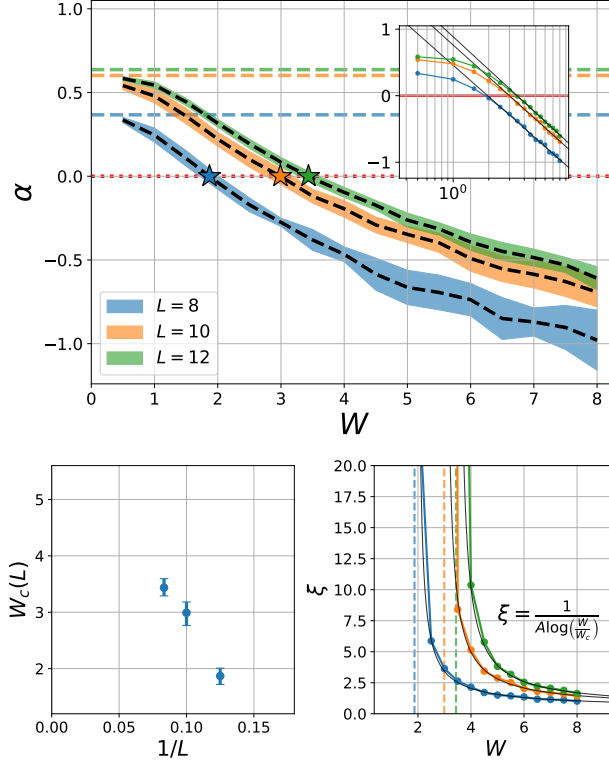 1.0
0.5
0.0
−0.5
−1.0
α
0 1 2 3 4 5 6 7 8
W
L = 8
L = 10
L = 12
1
0
−1
10⁰
5
4
3
2
W_c(L)
0.00 0.05 0.10 0.15
1/L
20.0
17.5
15.0
12.5
10.0
7.5
5.0
2.5
0.0
ξ
2 4 6 8
W
ξ = 1/(A log(W/W_c))